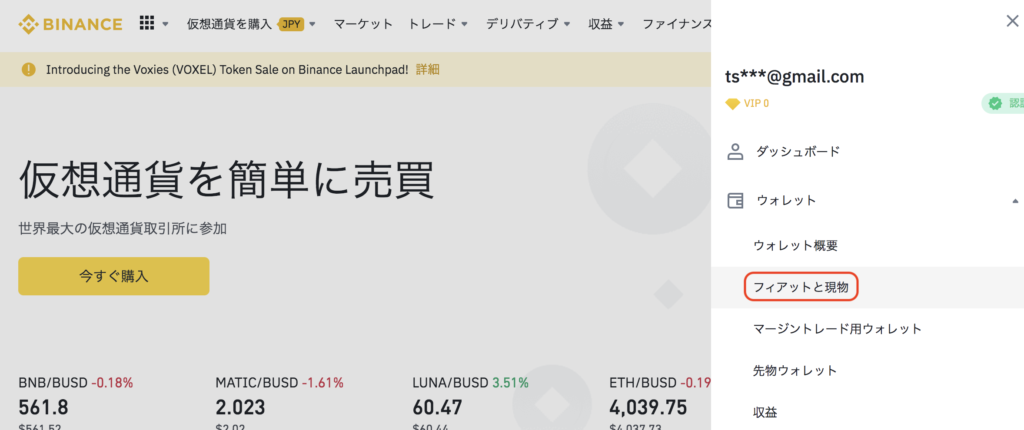 BINANCE 仮想通貨を購入 JPY マーケット トレード デリバティブ 収益 ファイナンス
Introducing the Voxies (VOXEL) Token Sale on Binance Launchpad! 詳細
仮想通貨を簡単に売買
世界最大の仮想通貨取引所に参加
今すぐ購入
BNB/BUSD -0.18% MATIC/BUSD -1.61% LUNA/BUSD 3.51% ETH/BUSD -0.19
561.8 2.023 60.47 4,039.75
$561.52 $2.02 $60.44 $4,037.73
ts***@gmail.com
VIP 0
ダッシュボード
ウォレット
ウォレット概要
フィアットと現物
マージントレード用ウォレット
先物ウォレット
収益